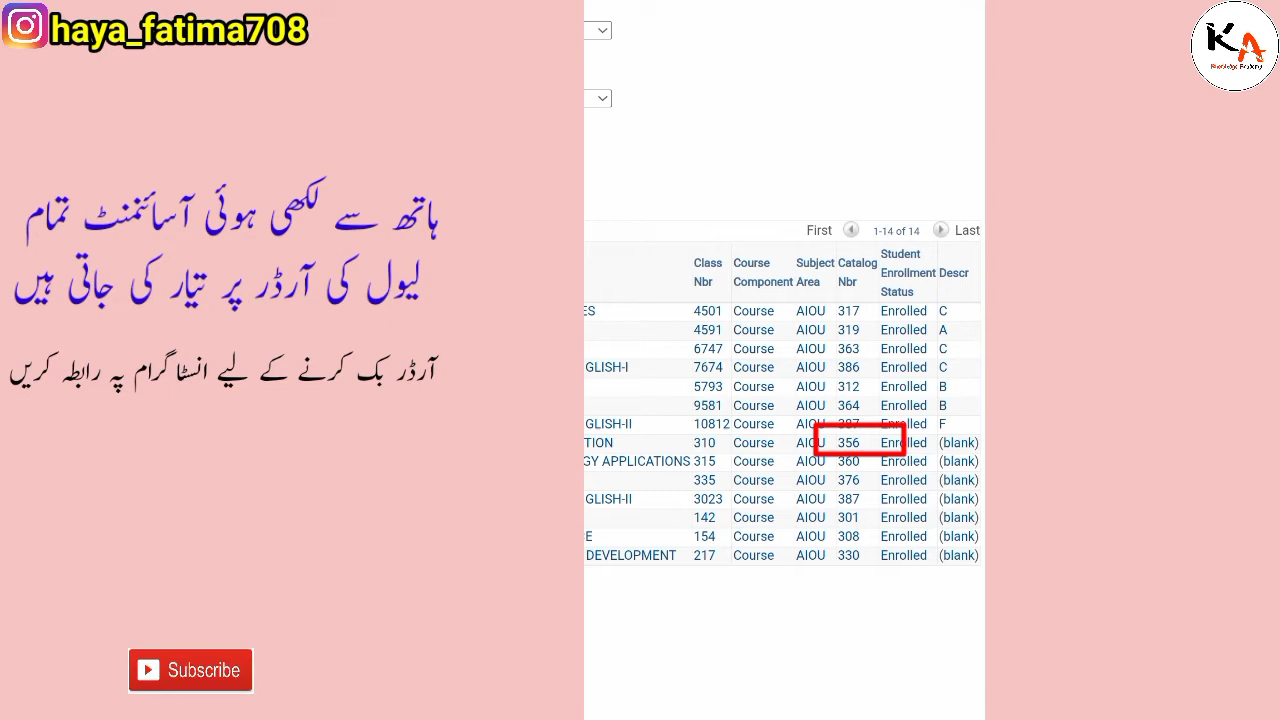 haya_fatima708
KA
Knowledge Academy
ہاتھ سے لکھی ہوئی آسائنمنٹ تمام
لیول کی آرڈر پر تیار کی جاتی ہیں
آرڈر بک کرنے کے لیے انسٹاگرام پہ رابطہ کریں
Subscribe
First 1-14 of 14 Last
Class Nbr Course Component Subject Area Catalog Nbr Student Enrollment Status Descr
ES 4501 Course AIOU 317 Enrolled C
4591 Course AIOU 319 Enrolled A
6747 Course AIOU 363 Enrolled C
GLISH-I 7674 Course AIOU 386 Enrolled C
5793 Course AIOU 312 Enrolled B
9581 Course AIOU 364 Enrolled B
GLISH-II 10812 Course AIOU 387 Enrolled F
TION 310 Course AIOU 356 Enrolled (blank)
GY APPLICATIONS 315 Course AIOU 360 Enrolled (blank)
335 Course AIOU 376 Enrolled (blank)
GLISH-II 3023 Course AIOU 387 Enrolled (blank)
142 Course AIOU 301 Enrolled (blank)
E 154 Course AIOU 308 Enrolled (blank)
DEVELOPMENT 217 Course AIOU 330 Enrolled (blank)